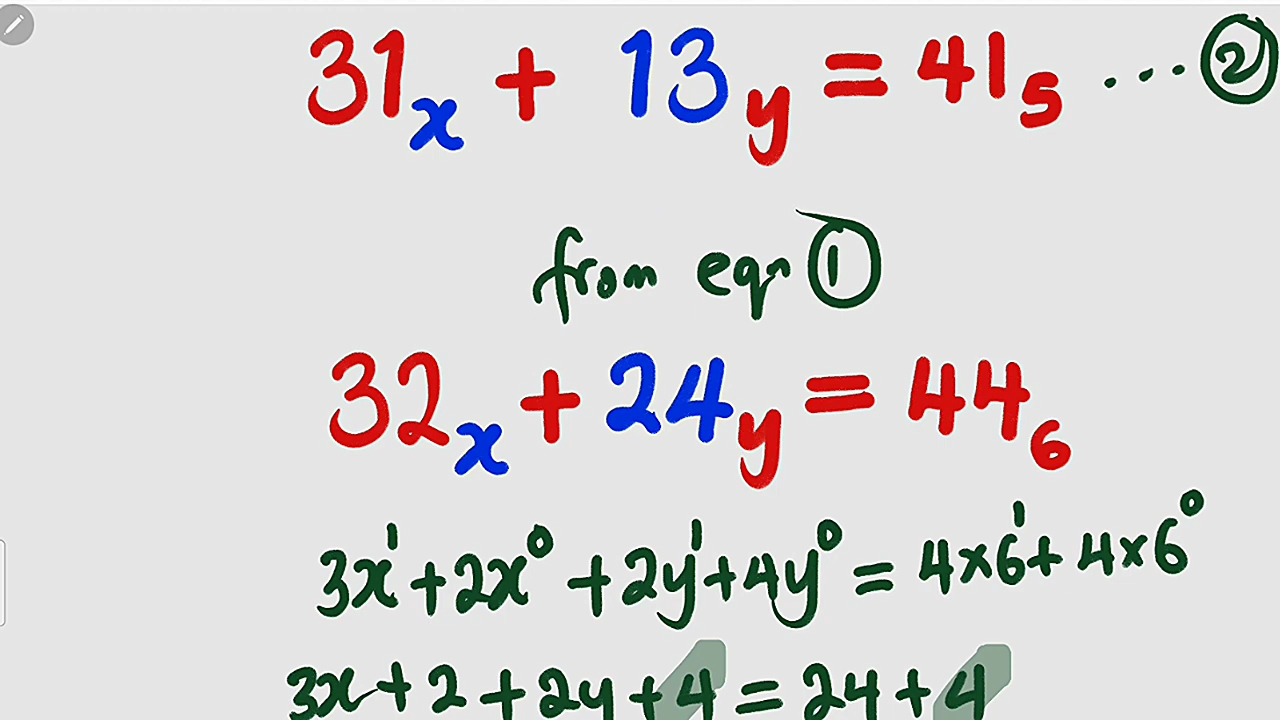 31ₓ + 13y = 41₅ ... ②
from eqn ①
32ₓ + 24y = 44₆
3x¹ + 2x⁰ + 2y¹ + 4y⁰ = 4×6¹ + 4×6⁰
3x + 2 + 2y + 4 = 24 + 4